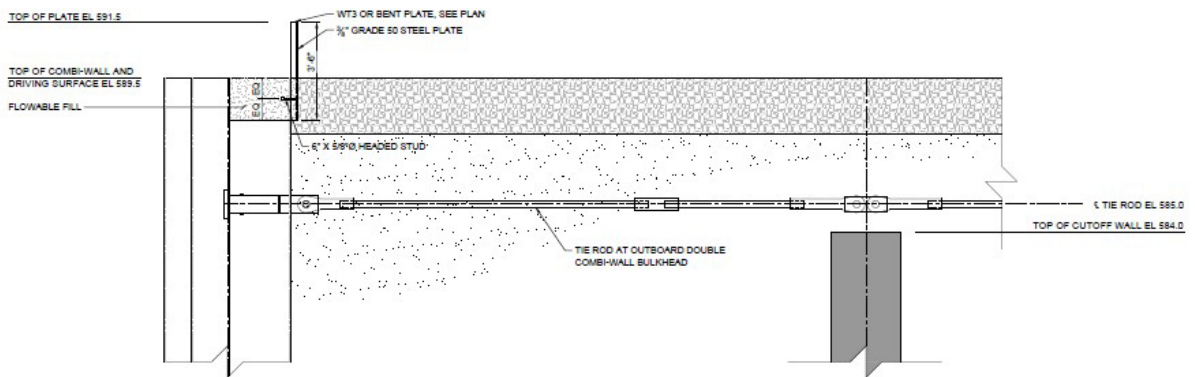 TOP OF PLATE EL 591.5
WT3 OR BENT PLATE, SEE PLAN
⅜" GRADE 50 STEEL PLATE
3'-6"
TOP OF COMBI-WALL AND
DRIVING SURFACE EL 589.5
EQ EQ
FLOWABLE FILL
6" X 5/8"Ø HEADED STUD
℄ TIE ROD EL 585.0
TOP OF CUTOFF WALL EL 584.0
TIE ROD AT OUTBOARD DOUBLE
COMBI-WALL BULKHEAD